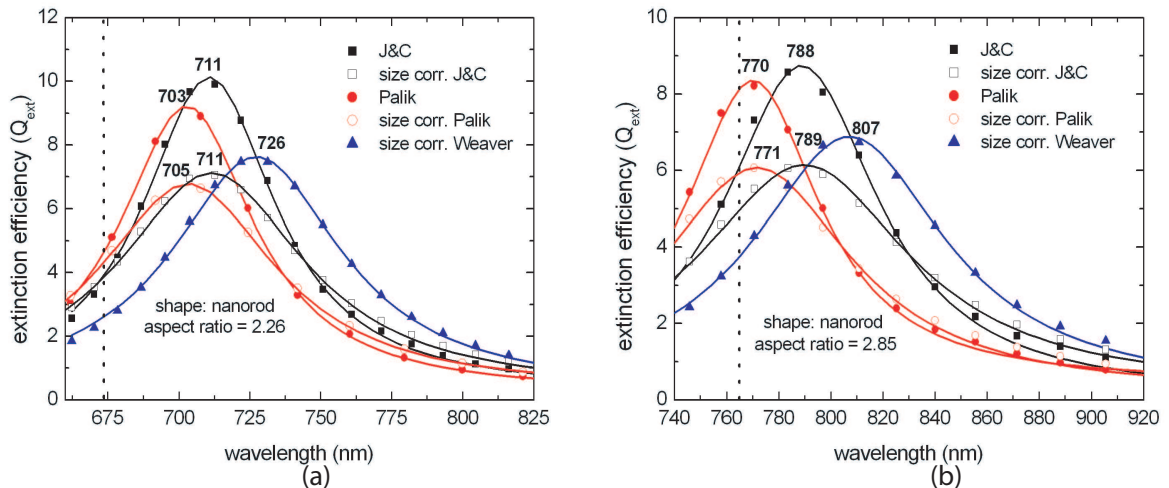 12
10
8
6
4
2
0
extinction efficiency (Q_ext)
711
703
711
726
705
J&C
size corr. J&C
Palik
size corr. Palik
size corr. Weaver
shape: nanorod
aspect ratio = 2.26
675 700 725 750 775 800 825
wavelength (nm)
(a)
10
8
6
4
2
0
extinction efficiency (Q_ext)
788
770
807
789
771
J&C
size corr. J&C
Palik
size corr. Palik
size corr. Weaver
shape: nanorod
aspect ratio = 2.85
740 760 780 800 820 840 860 880 900 920
wavelength (nm)
(b)